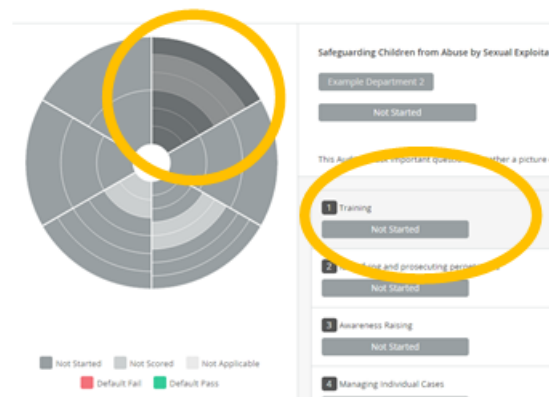 Safeguarding Children from Abuse by Sexual Exploita
Example Department 2
Not Started
This Au important quest ther a picture
1 Training
Not Started
2 and prosecuting
Not Started
3 Awareness Raising
Not Started
4 Managing Individual Cases
Not Started Not Scored Not Applicable
Default Fail Default Pass